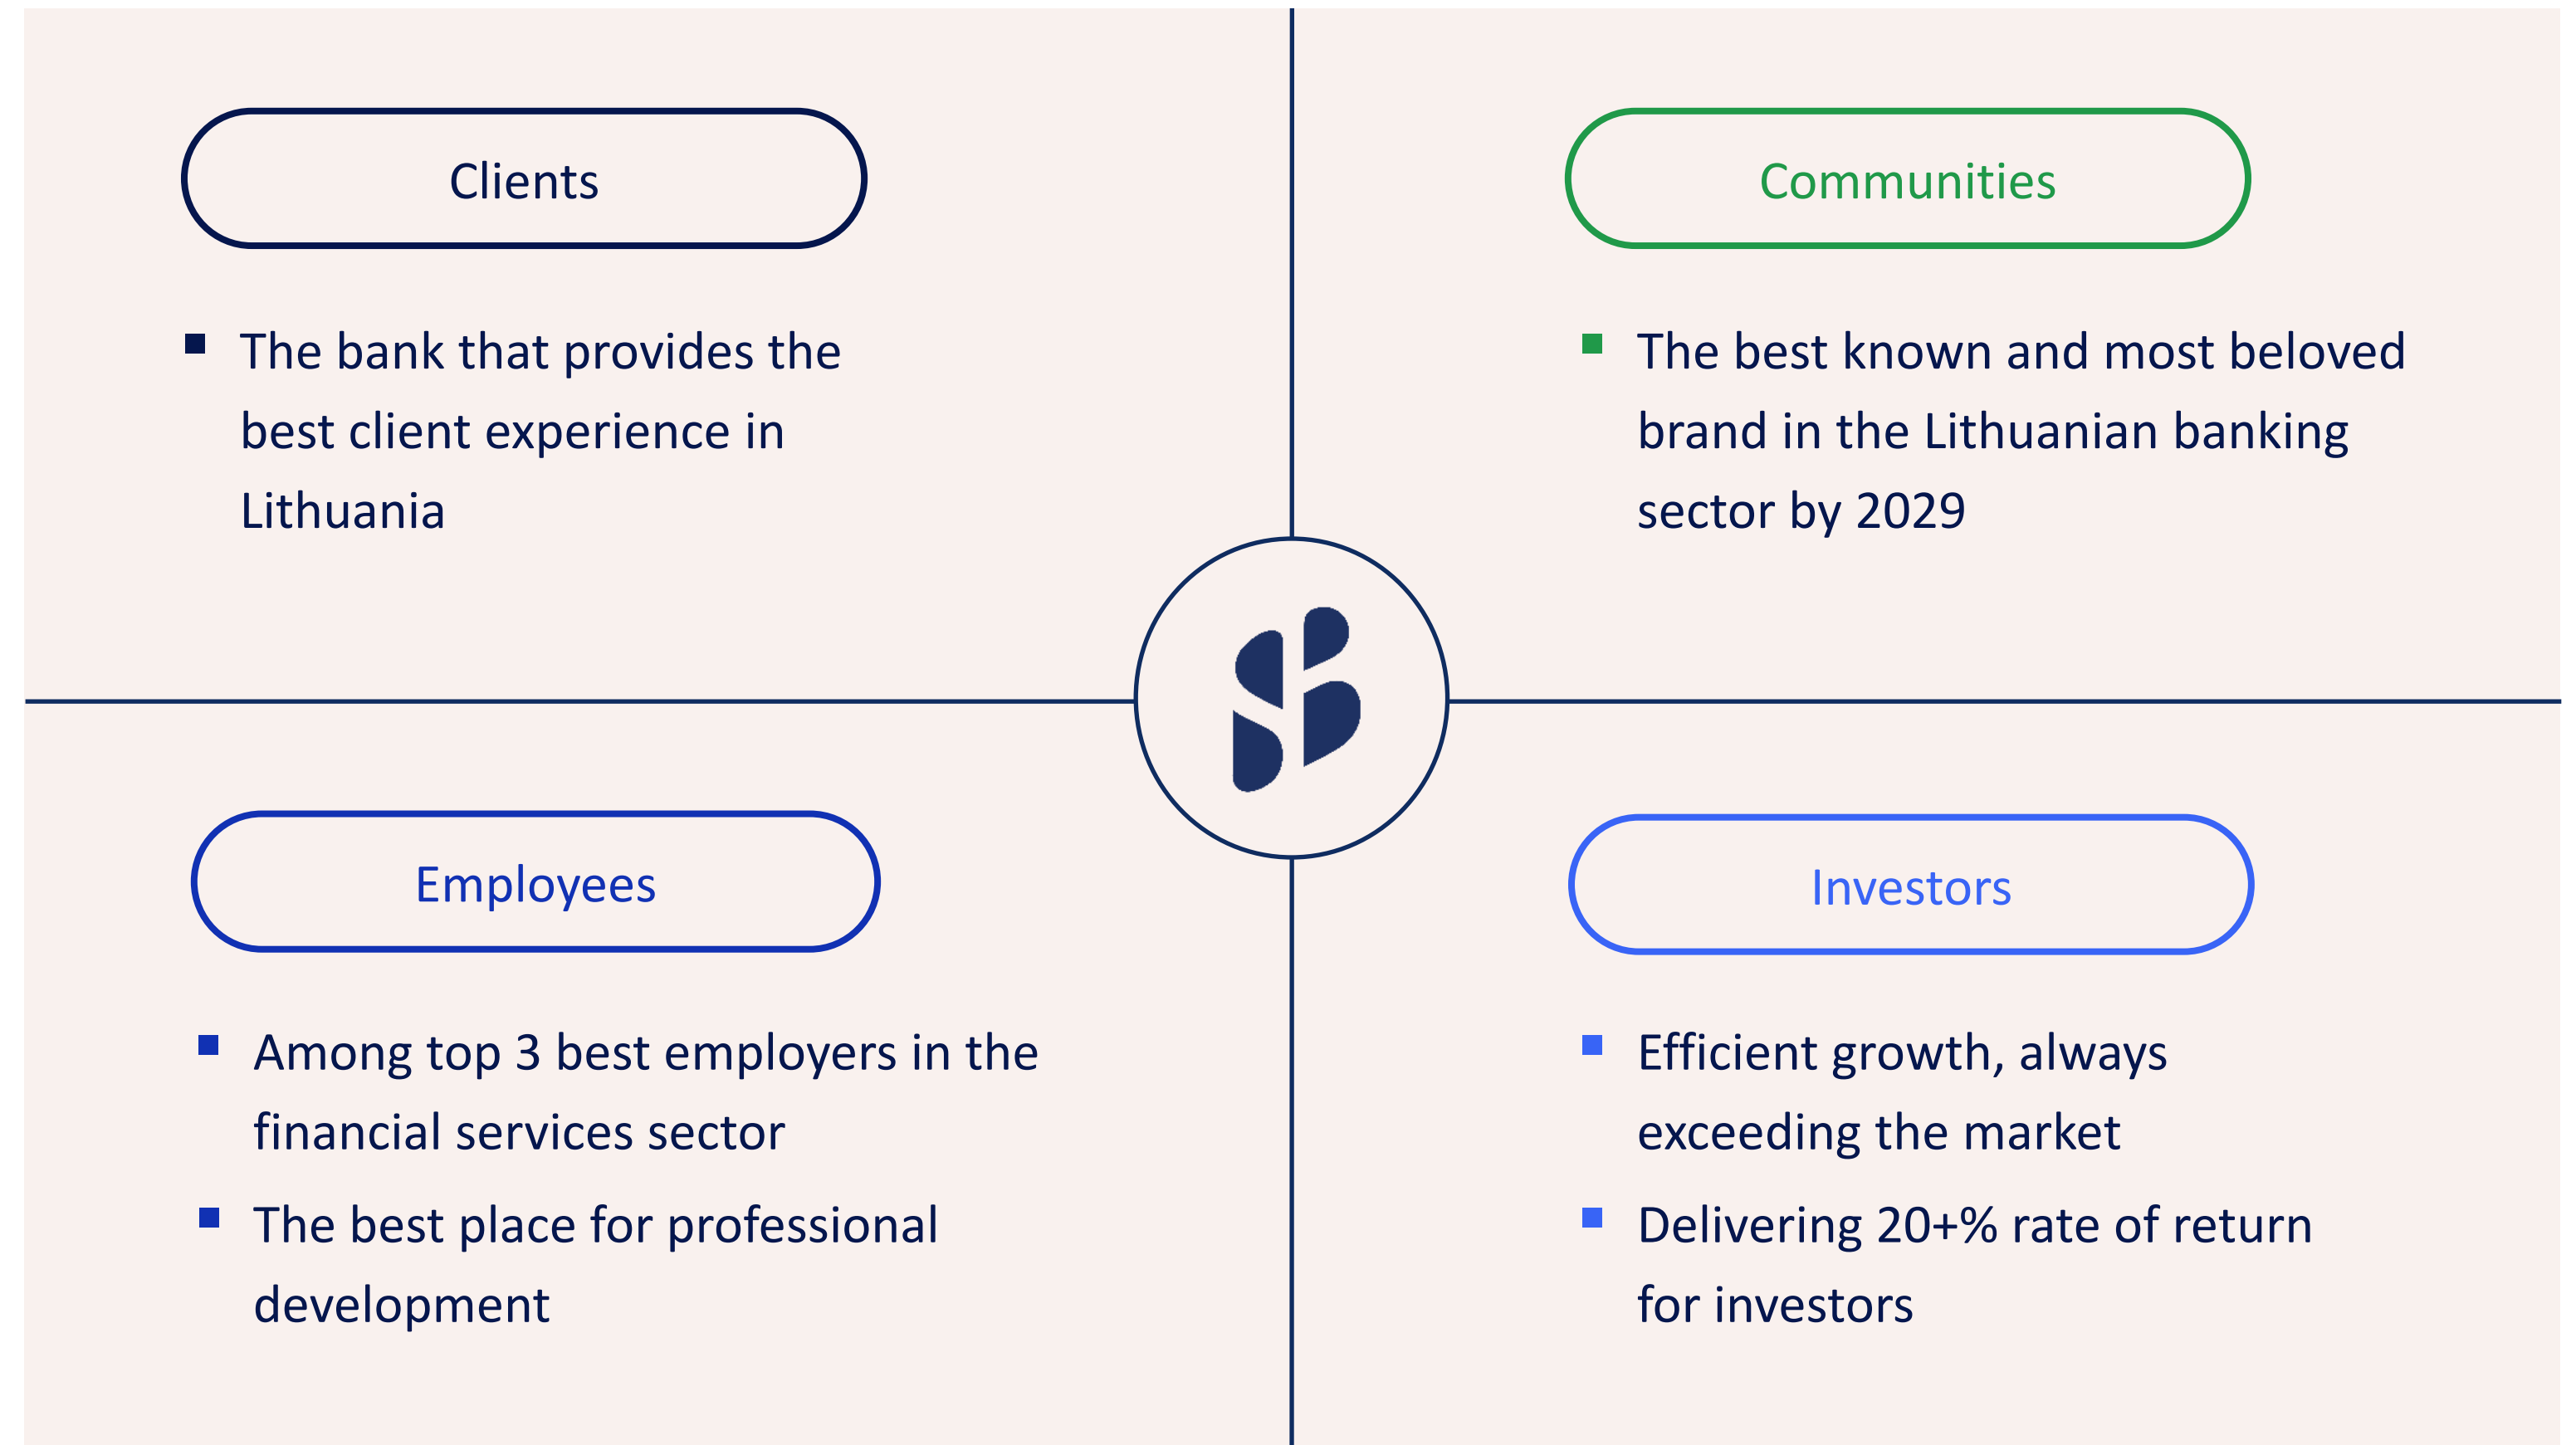 Clients
The bank that provides the
best client experience in
Lithuania
Communities
The best known and most beloved
brand in the Lithuanian banking
sector by 2029
Employees
Among top 3 best employers in the
financial services sector
The best place for professional
development
Investors
Efficient growth, always
exceeding the market
Delivering 20+% rate of return
for investors